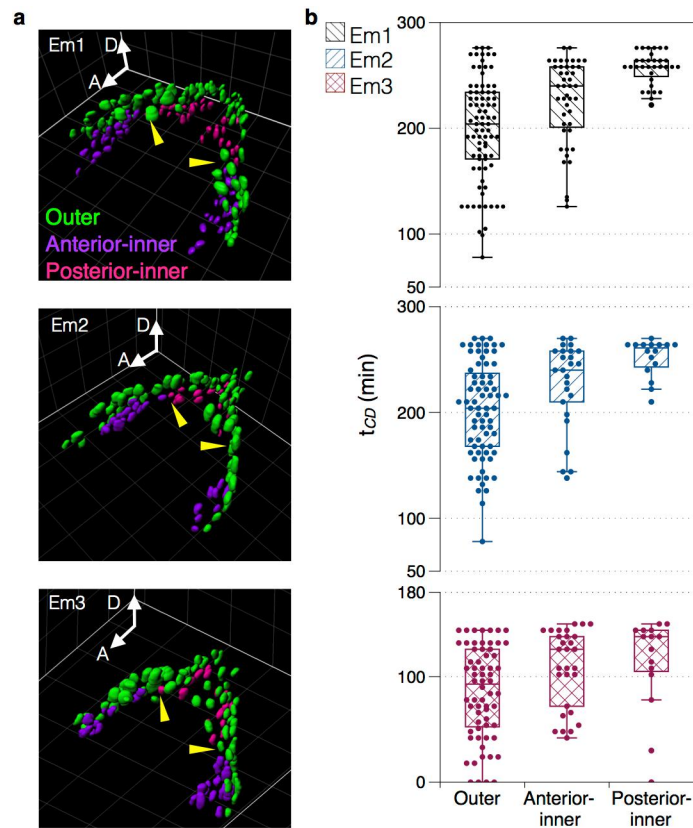 a
Em1
D
A
Outer
Anterior-inner
Posterior-inner
Em2
D
A
Em3
D
A
b
Em1
Em2
Em3
300
200
100
50
300
200
100
50
180
100
0
tCD (min)
Outer
Anterior-
inner
Posterior-
inner